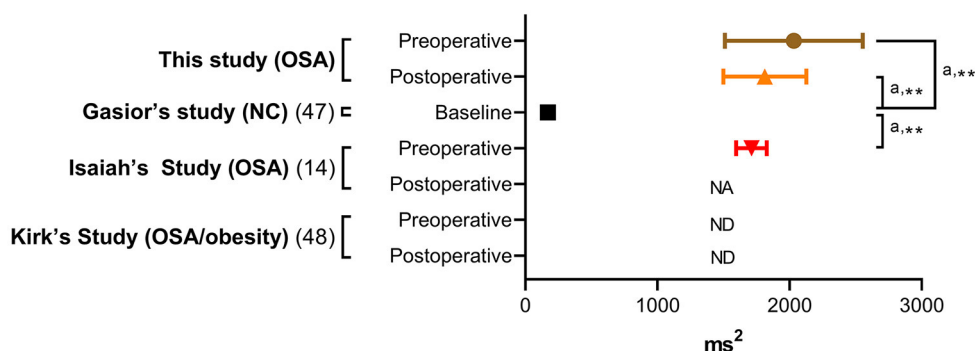 This study (OSA)
Preoperative
Postoperative
Gasior's study (NC) (47)
Baseline
Isaiah's Study (OSA) (14)
Preoperative
Postoperative
NA
Kirk's Study (OSA/obesity) (48)
Preoperative
ND
Postoperative
ND
a,**
a,**
a,**
0 1000 2000 3000
ms²